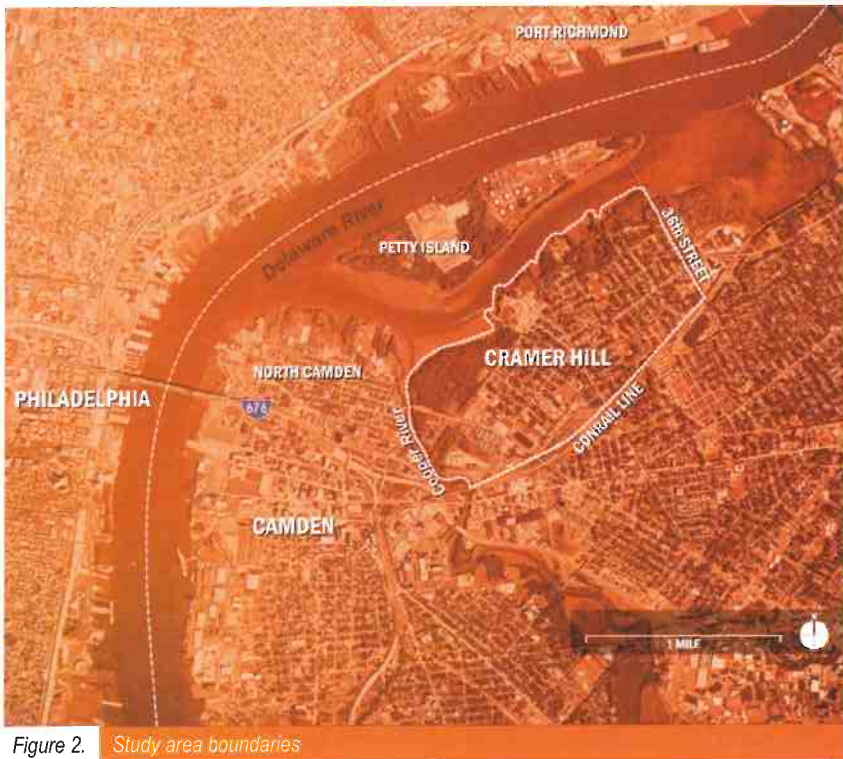 PORT RICHMOND
Delaware River
PETTY ISLAND
36th STREET
CRAMER HILL
NORTH CAMDEN
PHILADELPHIA
676
Cooper River
CONRAIL LINE
CAMDEN
1 MILE
Figure 2. Study area boundaries